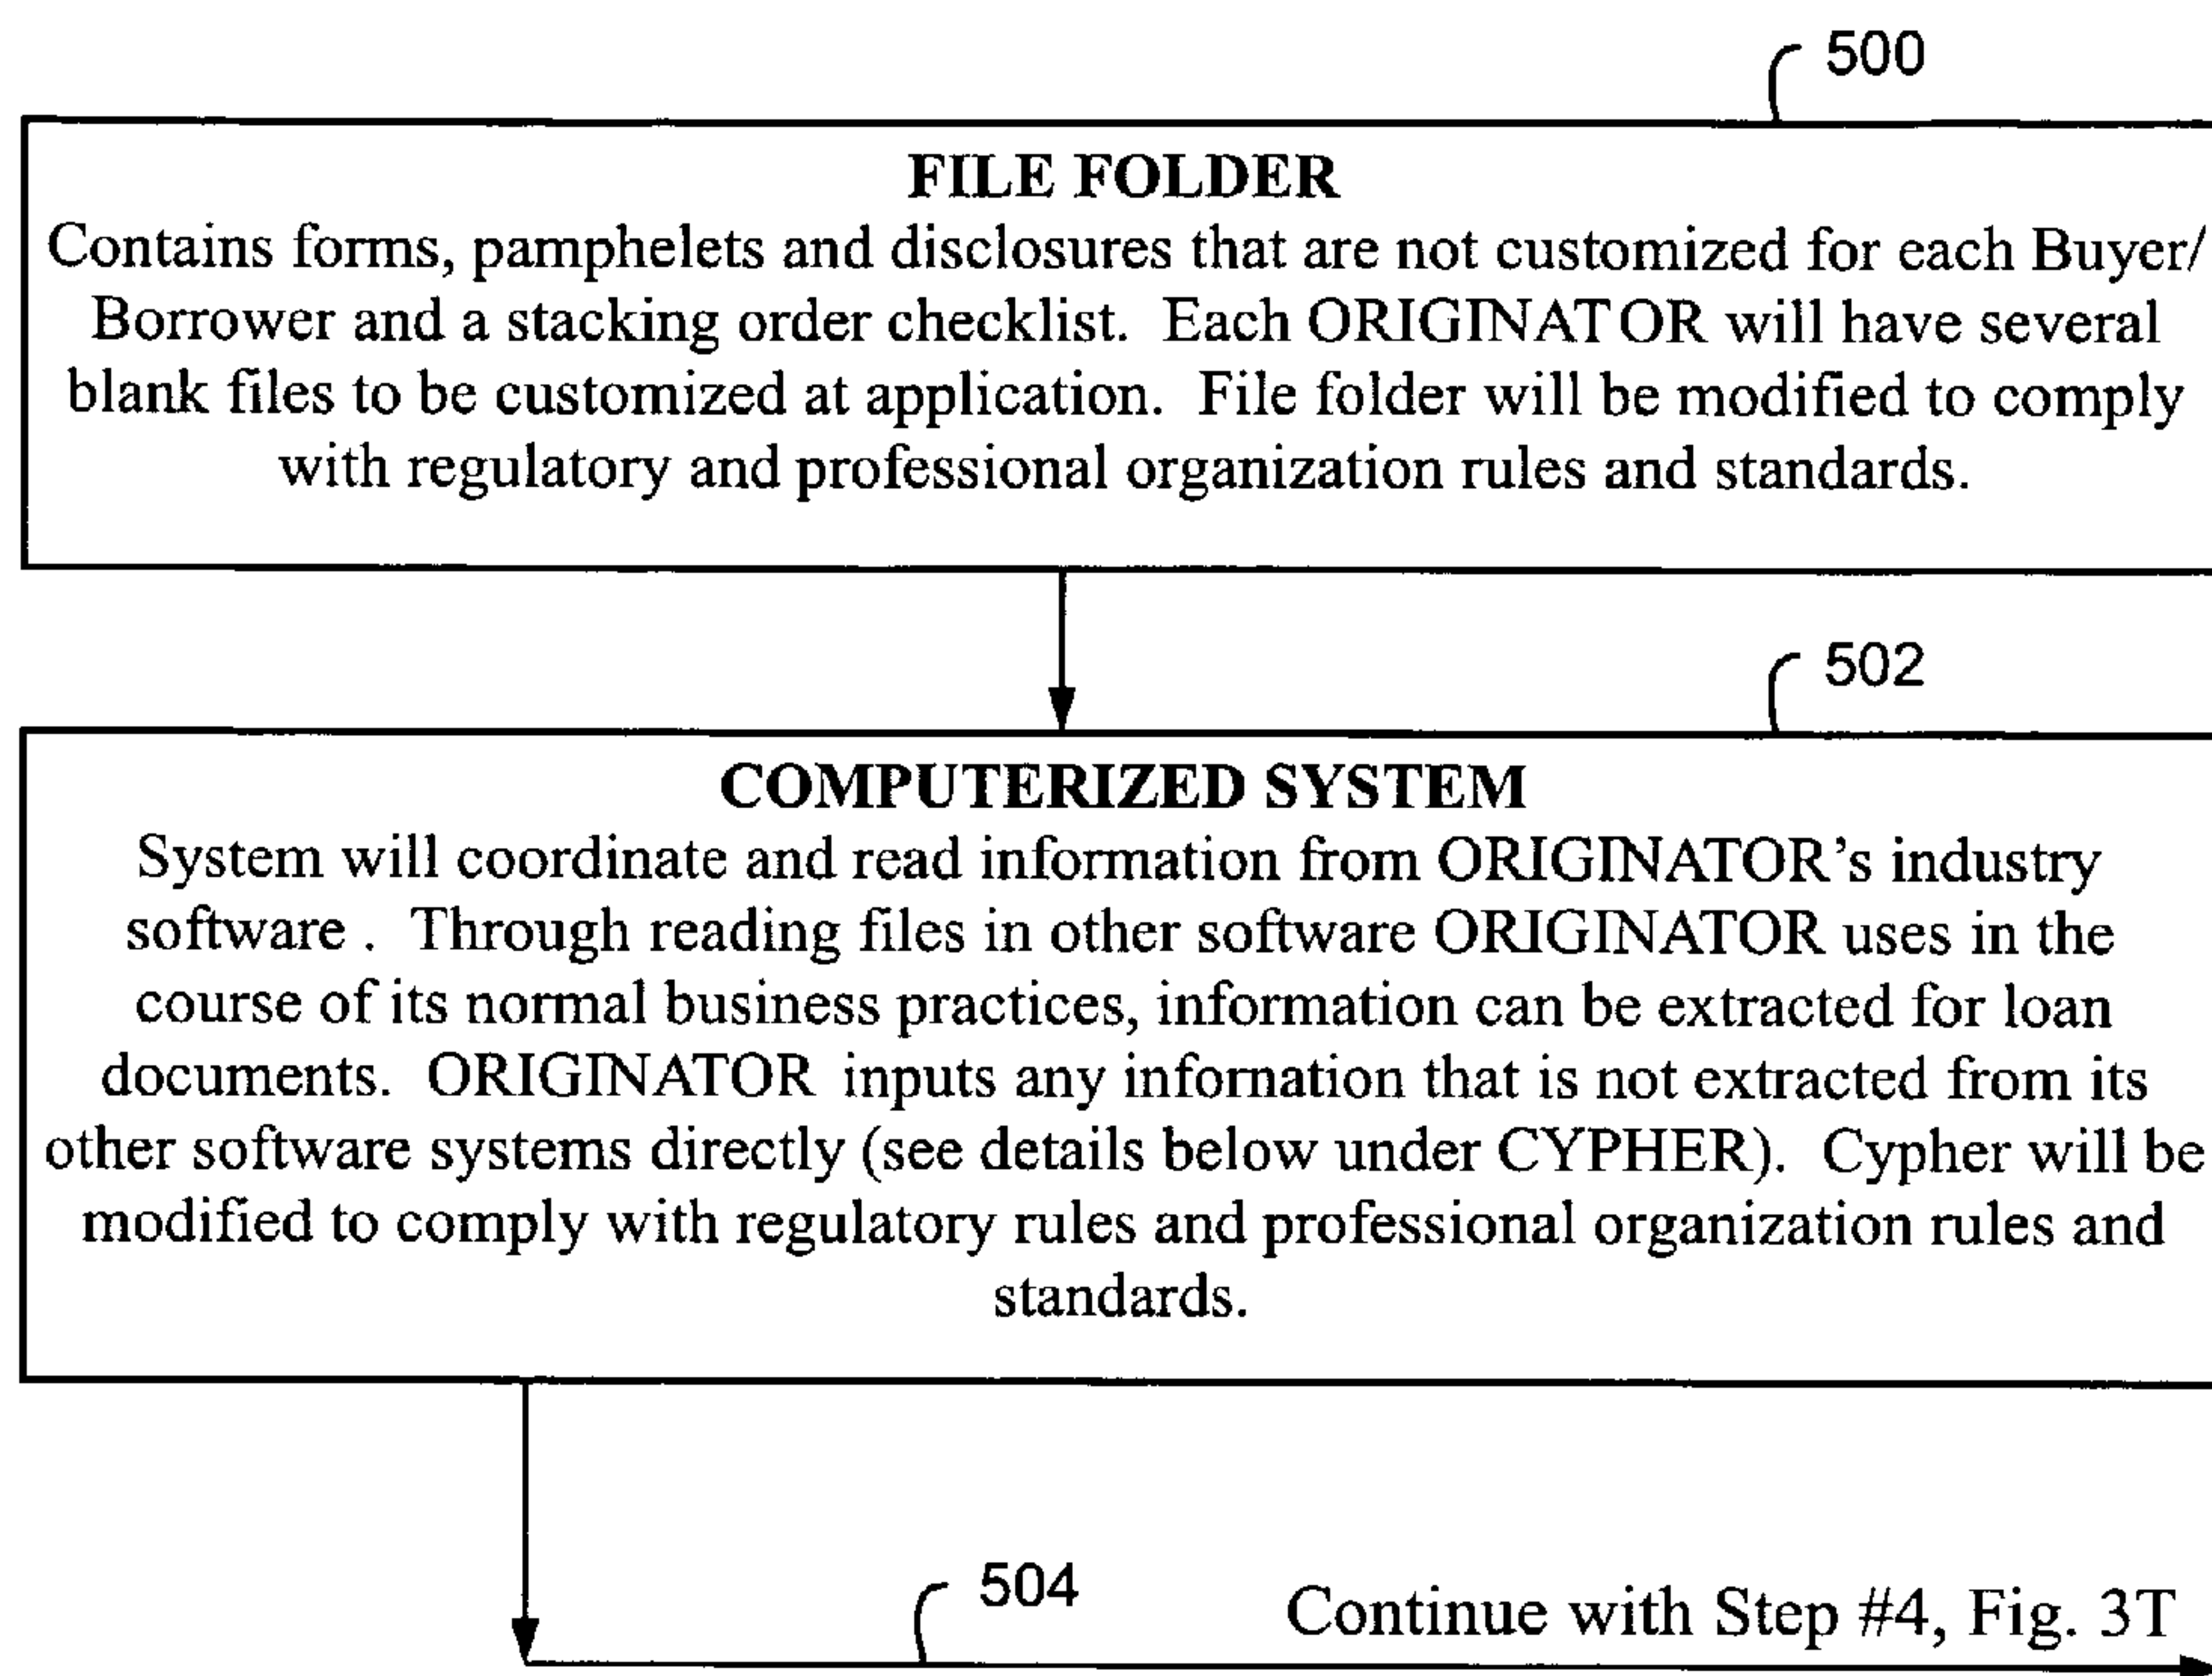 500
FILE FOLDER
Contains forms, pamphelets and disclosures that are not customized for each Buyer/
Borrower and a stacking order checklist. Each ORIGINATOR will have several
blank files to be customized at application. File folder will be modified to comply
with regulatory and professional organization rules and standards.
502
COMPUTERIZED SYSTEM
System will coordinate and read information from ORIGINATOR's industry
software . Through reading files in other software ORIGINATOR uses in the
course of its normal business practices, information can be extracted for loan
documents. ORIGINATOR inputs any infornation that is not extracted from its
other software systems directly (see details below under CYPHER). Cypher will be
modified to comply with regulatory rules and professional organization rules and
standards.
504
Continue with Step #4, Fig. 3T